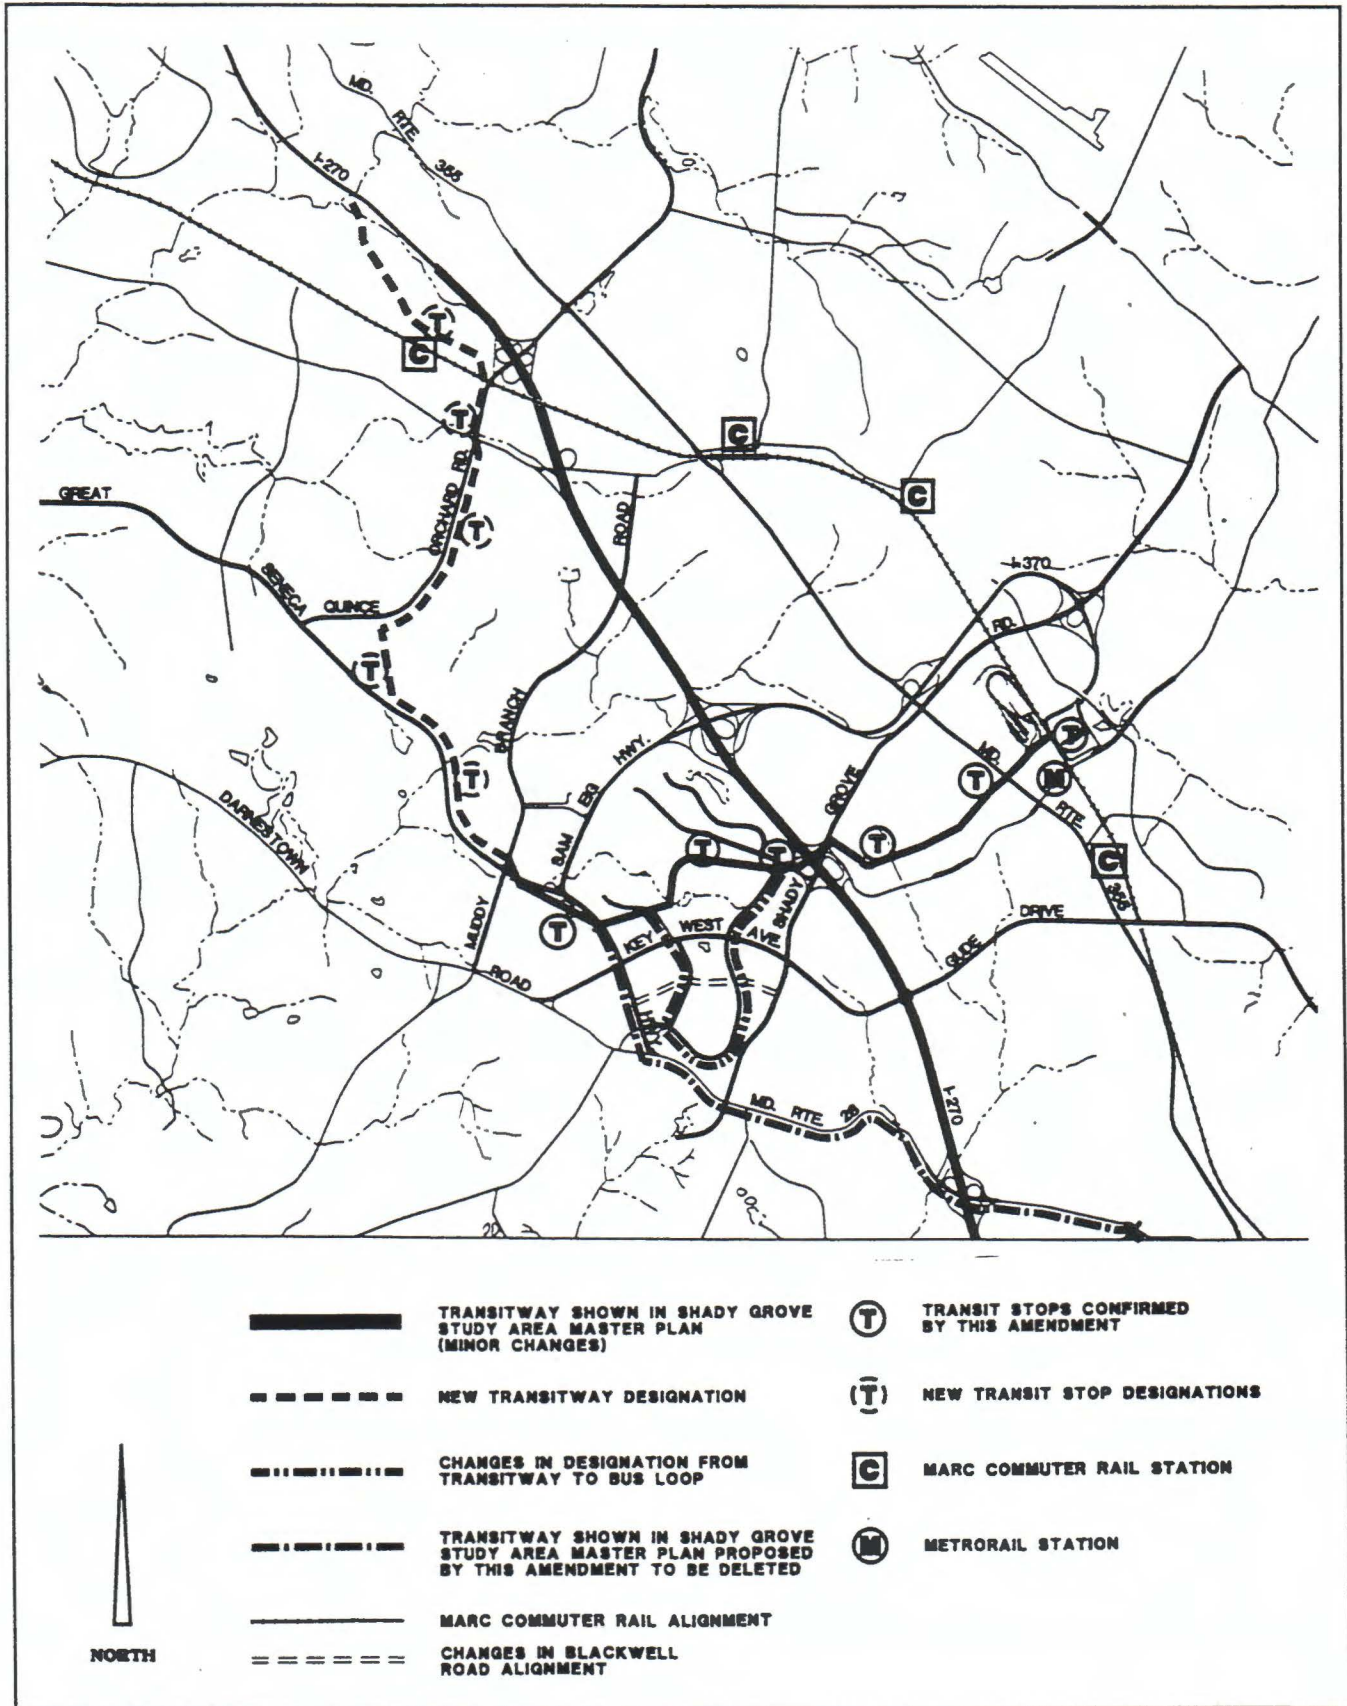 MD.
RTE.
355
I-270
C
T
C
T
C
GREAT
ORCHARD RD.
T
ROAD
C
I-370
SENECA
QUINCE
RD.
T
BRANCH
HWY.
T
MD.
T
M
T
EIG
GROVE
RTE.
DARNESTOWN
SAM
T
T
T
C
355
SHADY
MUDDY
T
KEY
WEST
AVE.
DRIVE
GUDE
ROAD
HWY.
MD. RTE. 28
I-270
TRANSITWAY SHOWN IN SHADY GROVE
STUDY AREA MASTER PLAN
(MINOR CHANGES)
NEW TRANSITWAY DESIGNATION
CHANGES IN DESIGNATION FROM
TRANSITWAY TO BUS LOOP
TRANSITWAY SHOWN IN SHADY GROVE
STUDY AREA MASTER PLAN PROPOSED
BY THIS AMENDMENT TO BE DELETED
MARC COMMUTER RAIL ALIGNMENT
CHANGES IN BLACKWELL
ROAD ALIGNMENT
T
TRANSIT STOPS CONFIRMED
BY THIS AMENDMENT
(T)
NEW TRANSIT STOP DESIGNATIONS
C
MARC COMMUTER RAIL STATION
M
METRORAIL STATION
NORTH